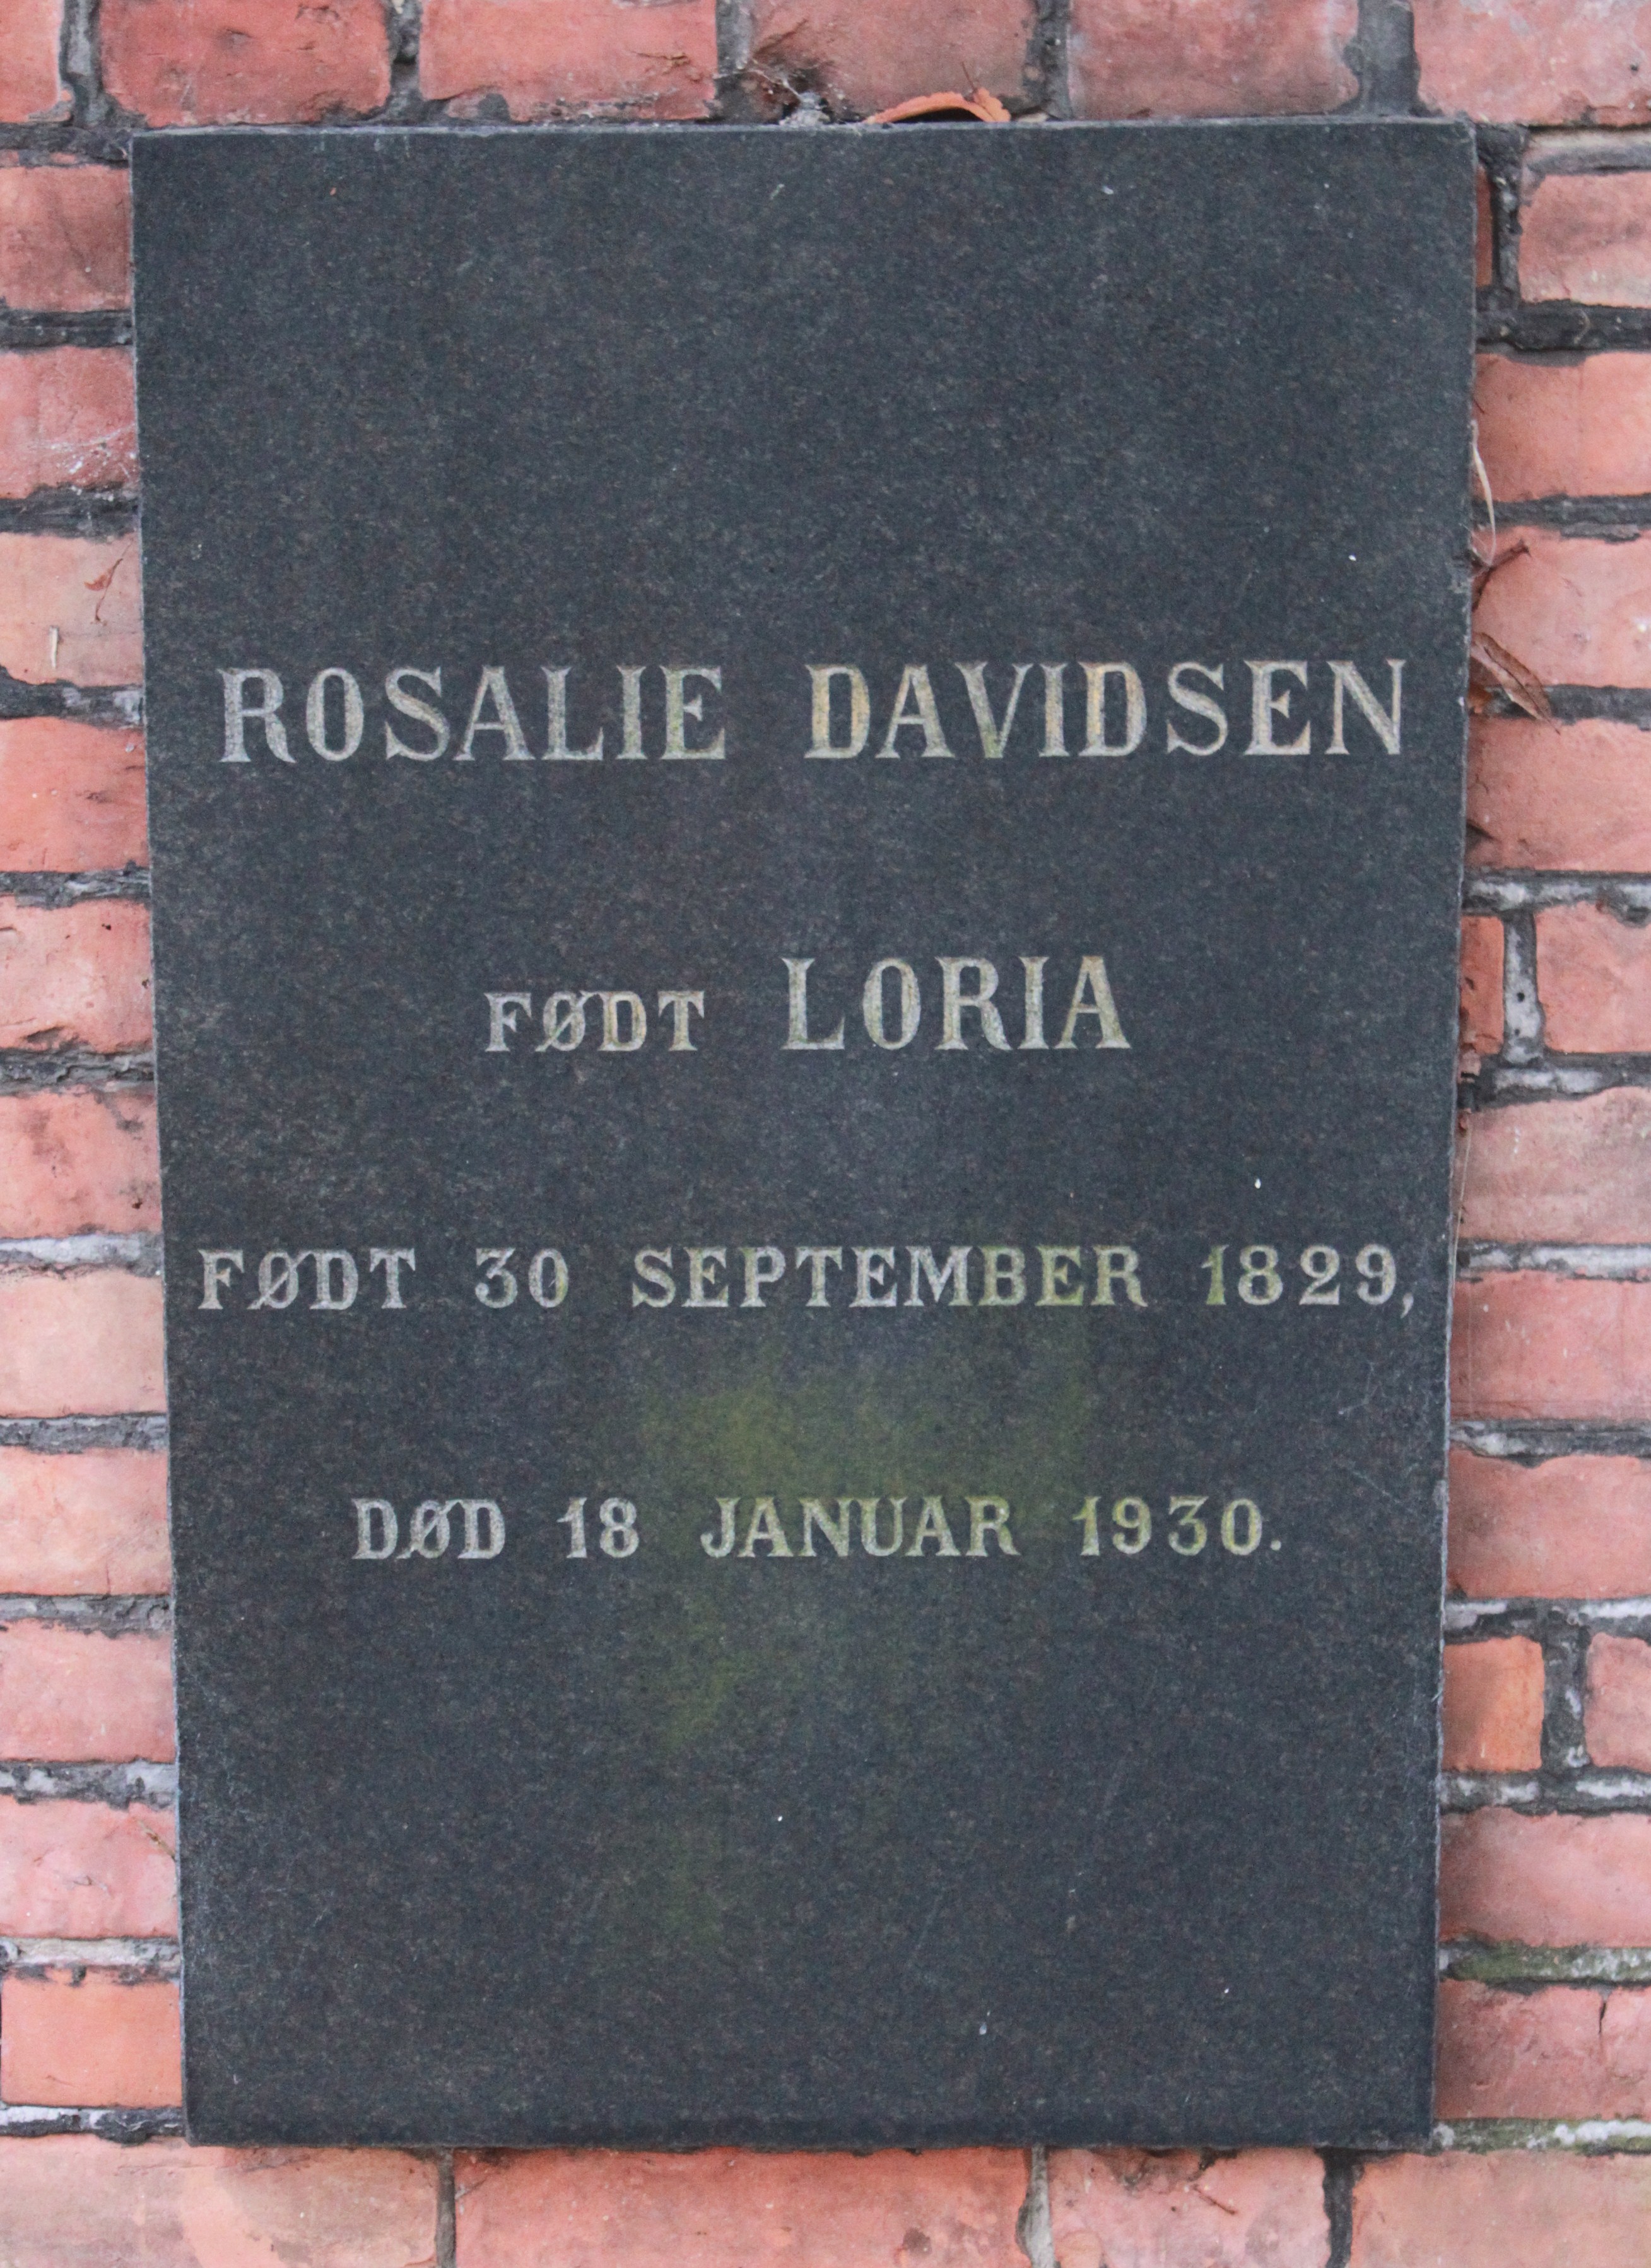 ROSALIE DAVIDSEN
FØDT LORIA
FØDT 30 SEPTEMBER 1829,
DØD 18 JANUAR 1930.